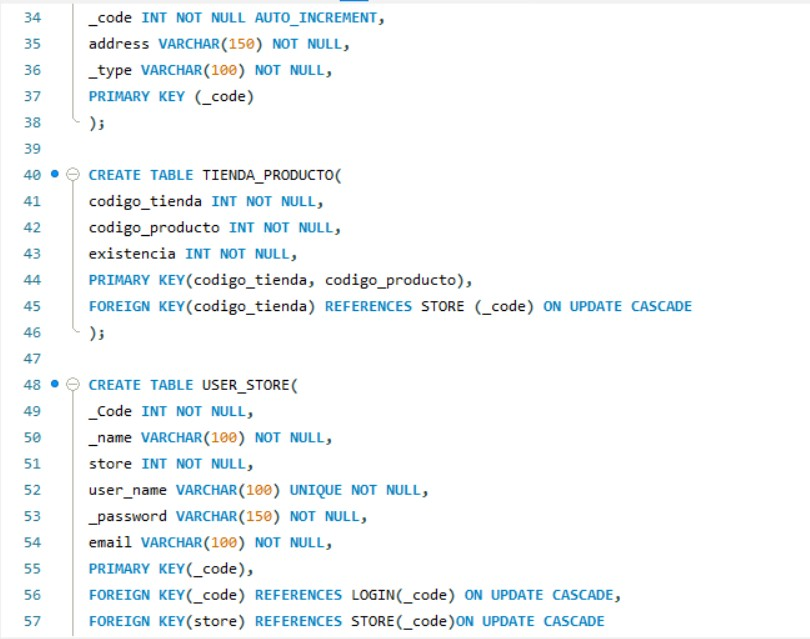 34 _code INT NOT NULL AUTO_INCREMENT,
35 address VARCHAR(150) NOT NULL,
36 _type VARCHAR(100) NOT NULL,
37 PRIMARY KEY (_code)
38 );
39
40 CREATE TABLE TIENDA_PRODUCTO(
41 codigo_tienda INT NOT NULL,
42 codigo_producto INT NOT NULL,
43 existencia INT NOT NULL,
44 PRIMARY KEY(codigo_tienda, codigo_producto),
45 FOREIGN KEY(codigo_tienda) REFERENCES STORE (_code) ON UPDATE CASCADE
46 );
47
48 CREATE TABLE USER_STORE(
49 _Code INT NOT NULL,
50 _name VARCHAR(100) NOT NULL,
51 store INT NOT NULL,
52 user_name VARCHAR(100) UNIQUE NOT NULL,
53 _password VARCHAR(150) NOT NULL,
54 email VARCHAR(100) NOT NULL,
55 PRIMARY KEY(_code),
56 FOREIGN KEY(_code) REFERENCES LOGIN(_code) ON UPDATE CASCADE,
57 FOREIGN KEY(store) REFERENCES STORE(_code)ON UPDATE CASCADE